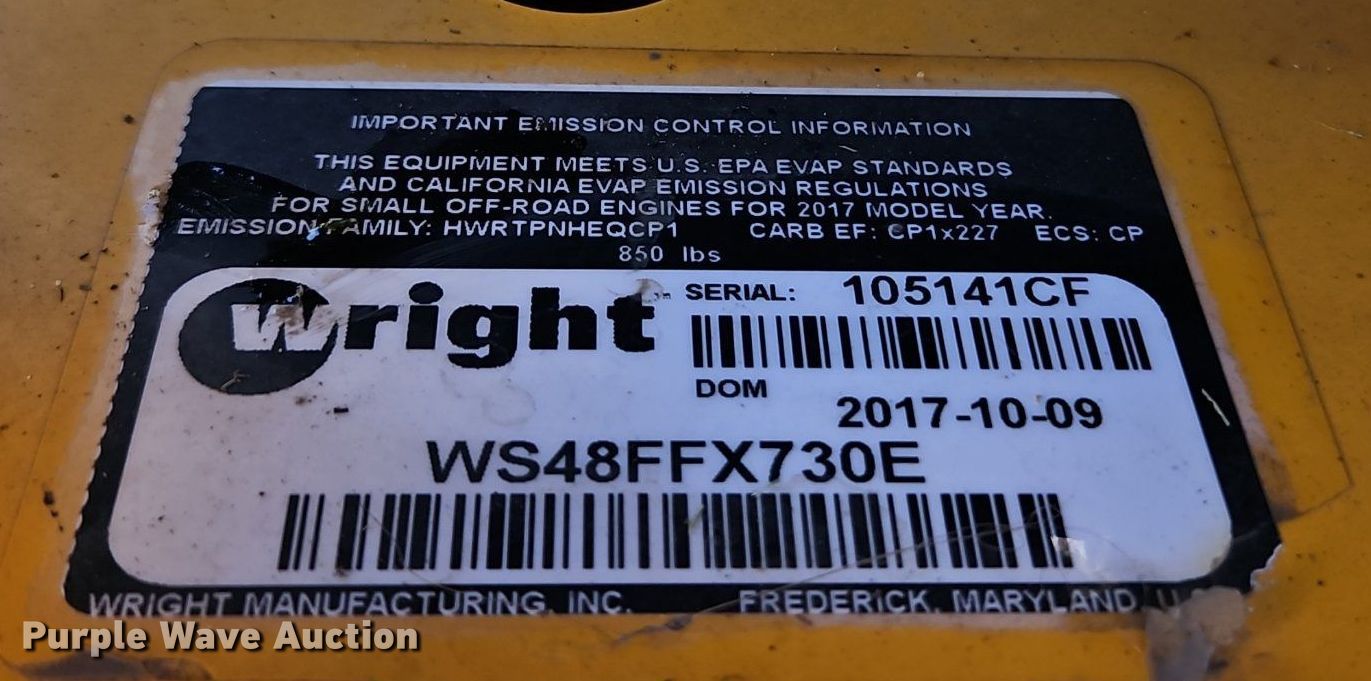 IMPORTANT EMISSION CONTROL INFORMATION
THIS EQUIPMENT MEETS U.S. EPA EVAP STANDARDS
AND CALIFORNIA EVAP EMISSION REGULATIONS
FOR SMALL OFF-ROAD ENGINES FOR 2017 MODEL YEAR.
EMISSION FAMILY: HWRTPNHEQCP1 CARB EF: CP1x227 ECS: CP
850 lbs
Wright
SERIAL: 105141CF
DOM
2017-10-09
WS48FFX730E
WRIGHT MANUFACTURING, INC. FREDERICK, MARYLAND
Purple Wave Auction